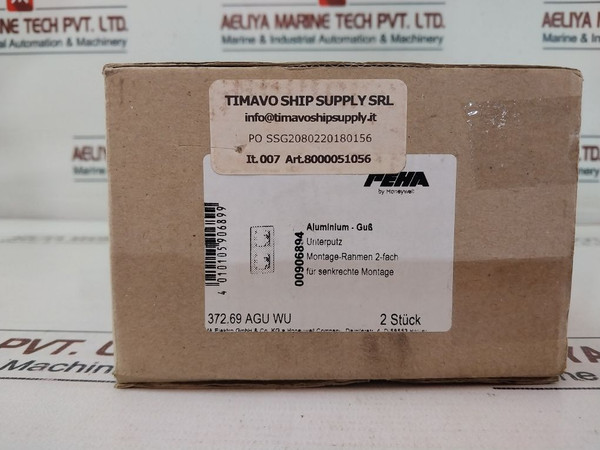 AELIYA MARINE TECH PVT. LTD.
Marine & Industrial Automation & Machinery
TIMAVO SHIP SUPPLY SRL
info@timavoshipsupply.it
PO SSG2080220180156
It.007 Art.8000051056
PEHA
by Honeywell
4 010105 906899
00906894
Aluminium - Guß
Unterputz
Montage-Rahmen 2-fach
für senkrechte Montage
372.69 AGU WU
2 Stück